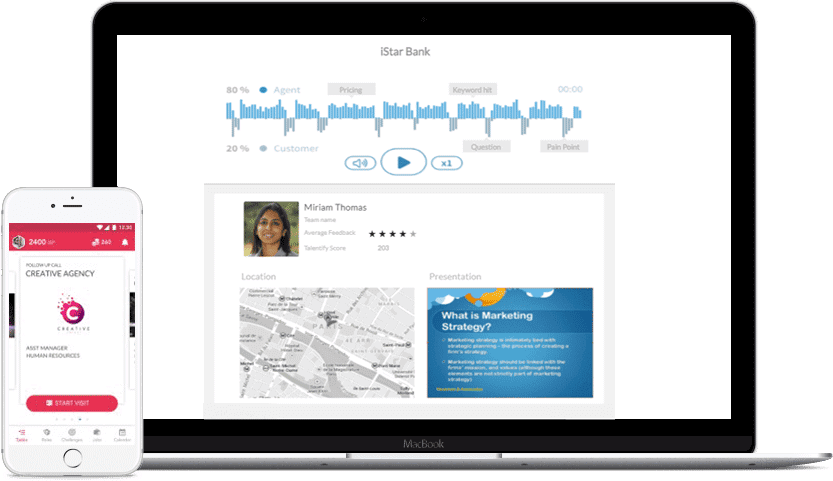 iStar Bank
80 % Agent Pricing Keyword hit 00:00
20 % Customer Question Pain Point
x1
Miriam Thomas
Team name
Average Feedback
Talentify Score 203
Location Presentation
PARIS
What is Marketing
Strategy?
Marketing strategy is intimately tied with
strategic planning – the process of creating a
firm's strategy.
Marketing strategy should be linked with the
firms' mission, and values (although these
elements are not strictly part of marketing
strategy)
MacBook
12:30
2400 XP 260
FOLLOW UP CALL
CREATIVE AGENCY
C
CREATIVE
ASST MANAGER
HUMAN RESOURCES
START VISIT
Tasks Roles Challenges Jobs Calendar